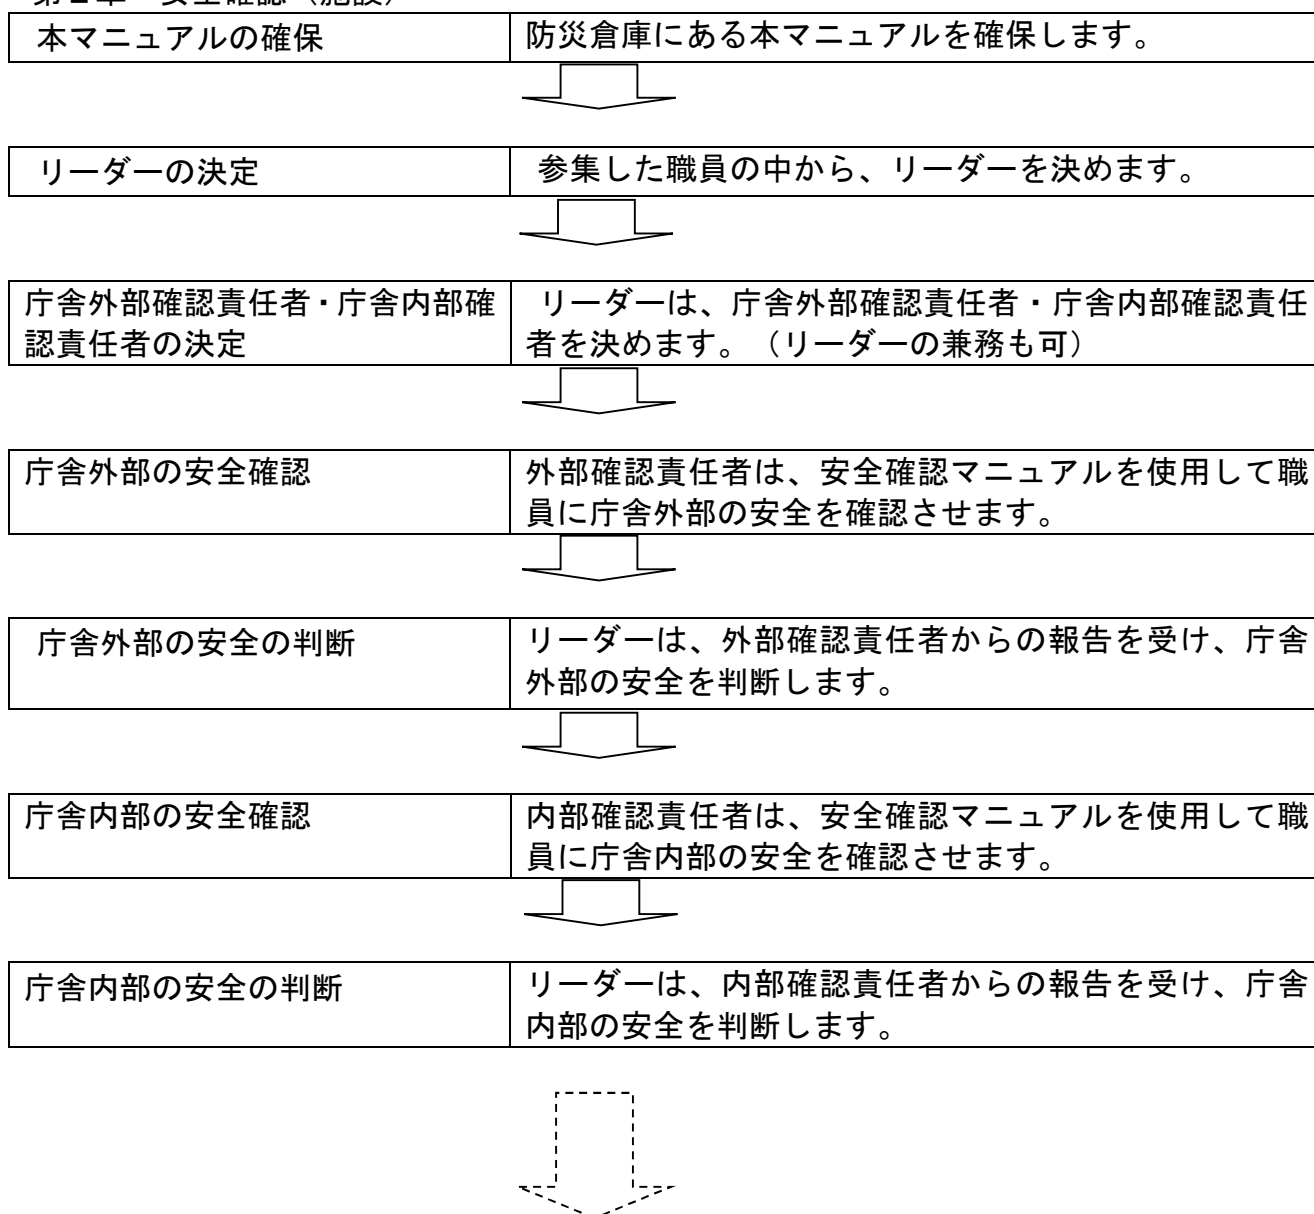 本マニュアルの確保
防災倉庫にある本マニュアルを確保します。
リーダーの決定
参集した職員の中から、リーダーを決めます。
庁舎外部確認責任者・庁舎内部確
認責任者の決定
リーダーは、庁舎外部確認責任者・庁舎内部確認責任
者を決めます。（リーダーの兼務も可）
庁舎外部の安全確認
外部確認責任者は、安全確認マニュアルを使用して職
員に庁舎外部の安全を確認させます。
庁舎外部の安全の判断
リーダーは、外部確認責任者からの報告を受け、庁舎
外部の安全を判断します。
庁舎内部の安全確認
内部確認責任者は、安全確認マニュアルを使用して職
員に庁舎内部の安全を確認させます。
庁舎内部の安全の判断
リーダーは、内部確認責任者からの報告を受け、庁舎
内部の安全を判断します。